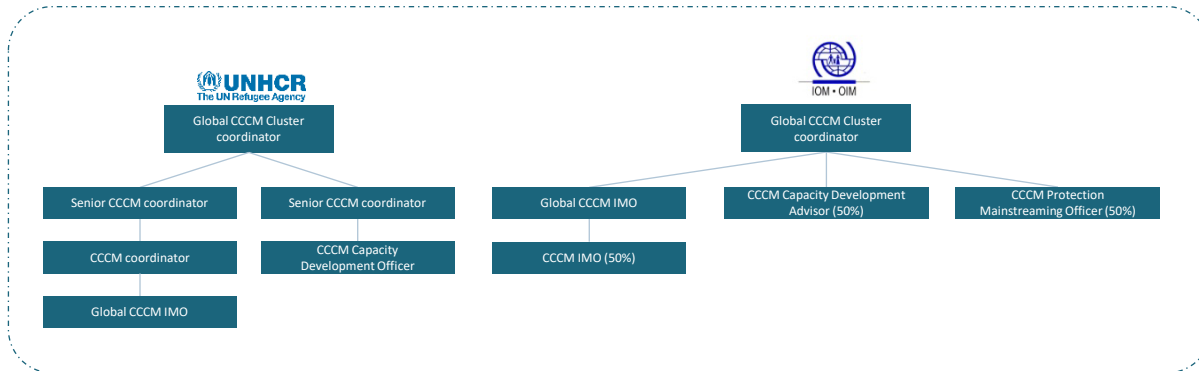 UNHCR
The UN Refugee Agency
IOM • OIM
Global CCCM Cluster
coordinator
Global CCCM Cluster
coordinator
Senior CCCM coordinator
Senior CCCM coordinator
Global CCCM IMO
CCCM Capacity Development
Advisor (50%)
CCCM Protection
Mainstreaming Officer (50%)
CCCM coordinator
CCCM Capacity
Development Officer
CCCM IMO (50%)
Global CCCM IMO